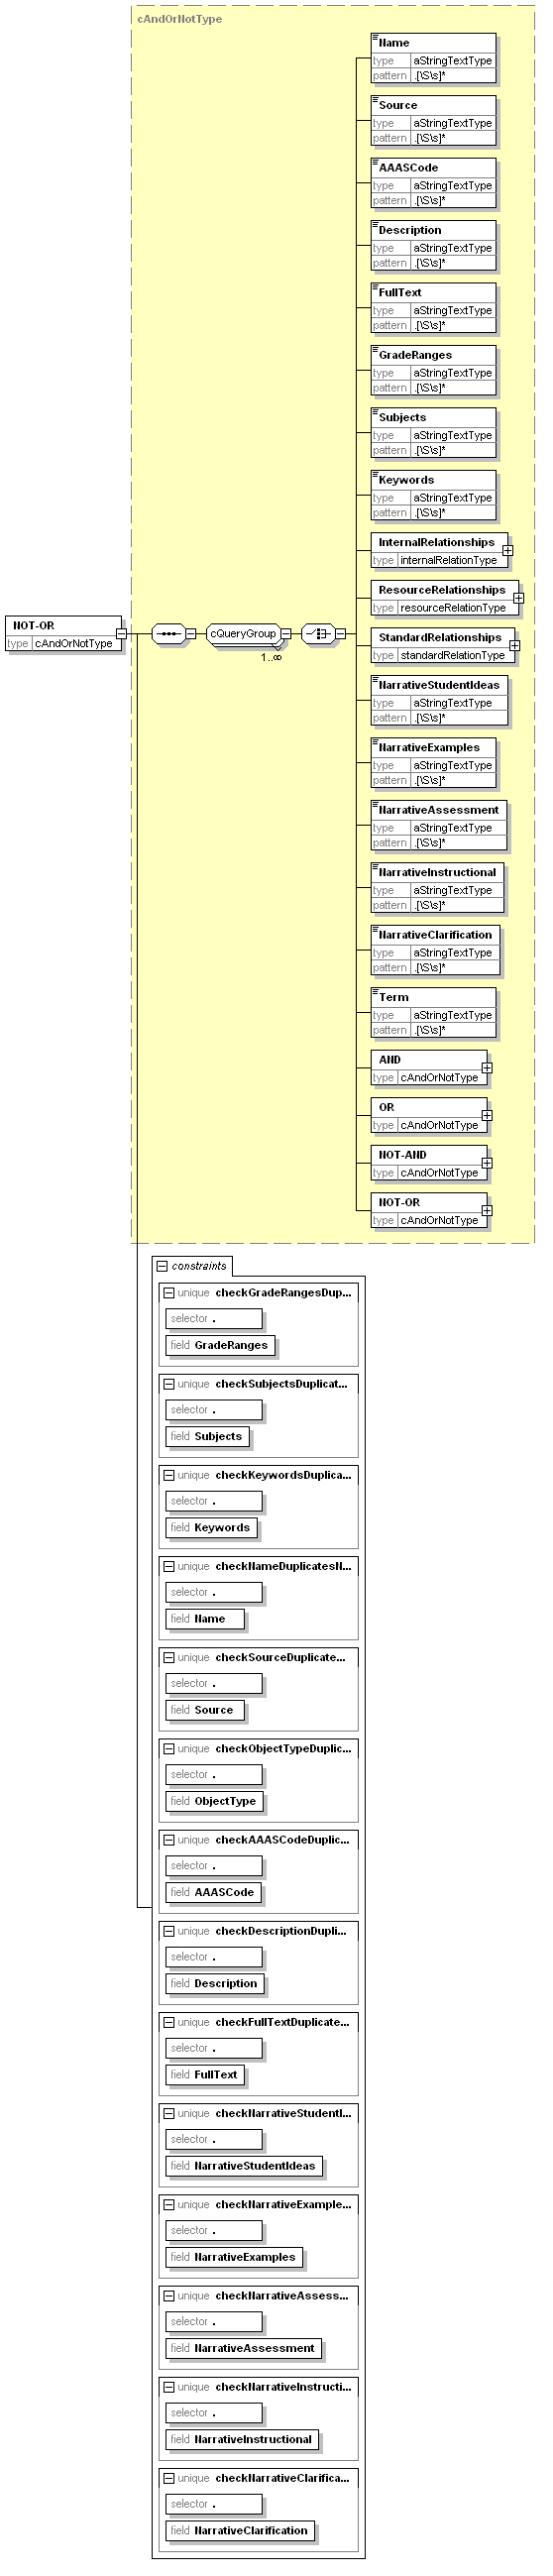 cAndOrNotType
Name
type aStringTextType
pattern .[\S\s]*
Source
type aStringTextType
pattern .[\S\s]*
AAASCode
type aStringTextType
pattern .[\S\s]*
Description
type aStringTextType
pattern .[\S\s]*
FullText
type aStringTextType
pattern .[\S\s]*
GradeRanges
type aStringTextType
pattern .[\S\s]*
Subjects
type aStringTextType
pattern .[\S\s]*
Keywords
type aStringTextType
pattern .[\S\s]*
InternalRelationships
type internalRelationType
ResourceRelationships
type resourceRelationType
NOT-OR
type cAndOrNotType
cQueryGroup
1..∞
StandardRelationships
type standardRelationType
NarrativeStudentIdeas
type aStringTextType
pattern .[\S\s]*
NarrativeExamples
type aStringTextType
pattern .[\S\s]*
NarrativeAssessment
type aStringTextType
pattern .[\S\s]*
NarrativeInstructional
type aStringTextType
pattern .[\S\s]*
NarrativeClarification
type aStringTextType
pattern .[\S\s]*
Term
type aStringTextType
pattern .[\S\s]*
AND
type cAndOrNotType
OR
type cAndOrNotType
NOT-AND
type cAndOrNotType
NOT-OR
type cAndOrNotType
constraints
unique checkGradeRangesDup...
selector .
field GradeRanges
unique checkSubjectsDuplicat...
selector .
field Subjects
unique checkKeywordsDuplica...
selector .
field Keywords
unique checkNameDuplicatesN...
selector .
field Name
unique checkSourceDuplicate...
selector .
field Source
unique checkObjectTypeDuplic...
selector .
field ObjectType
unique checkAAASCodeDuplic...
selector .
field AAASCode
unique checkDescriptionDupli...
selector .
field Description
unique checkFullTextDuplicate...
selector .
field FullText
unique checkNarrativeStudentI...
selector .
field NarrativeStudentIdeas
unique checkNarrativeExample...
selector .
field NarrativeExamples
unique checkNarrativeAssess...
selector .
field NarrativeAssessment
unique checkNarrativeInstructi...
selector .
field NarrativeInstructional
unique checkNarrativeClarifica...
selector .
field NarrativeClarification